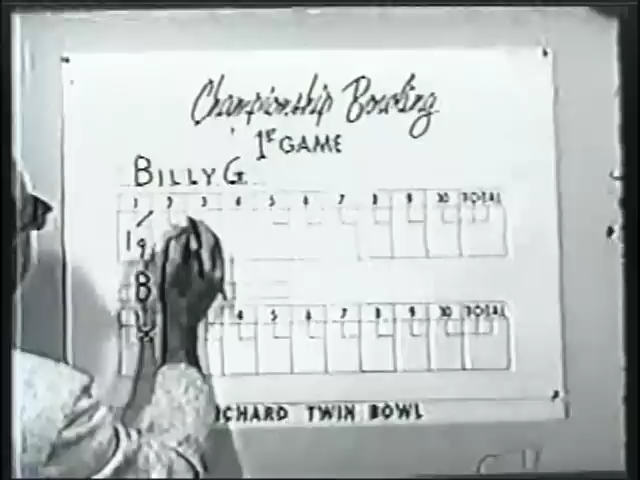 Championship Bowling
1st GAME
BILLY G.
1 2 3 4 5 6 7 8 9 10 TOTAL
19
B
4 5 6 7 8 9 10 TOTAL
RICHARD TWIN BOWL